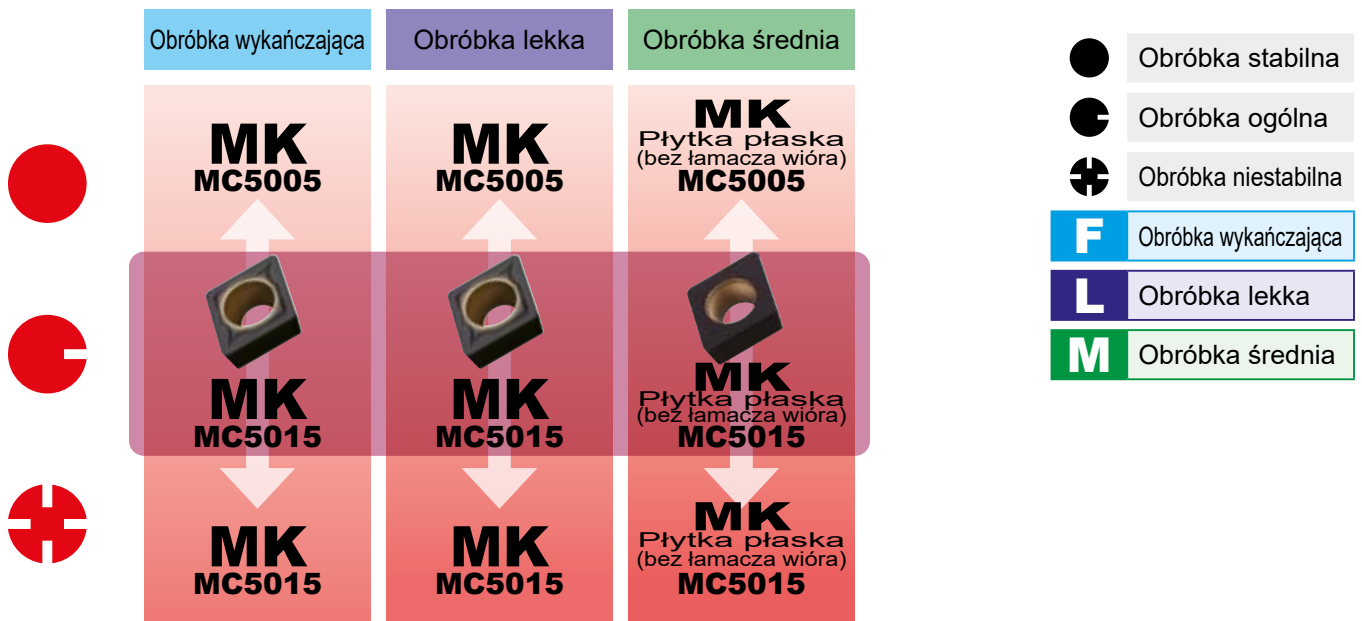 Obróbka wykańczająca
Obróbka lekka
Obróbka średnia
MK
MC5005
MK
MC5005
MK
Płytka płaska
(bez łamacza wióra)
MC5005
MK
MC5015
MK
MC5015
MK
Płytka płaska
(bez łamacza wióra)
MC5015
MK
MC5015
MK
MC5015
MK
Płytka płaska
(bez łamacza wióra)
MC5015
Obróbka stabilna
Obróbka ogólna
Obróbka niestabilna
F Obróbka wykańczająca
L Obróbka lekka
M Obróbka średnia